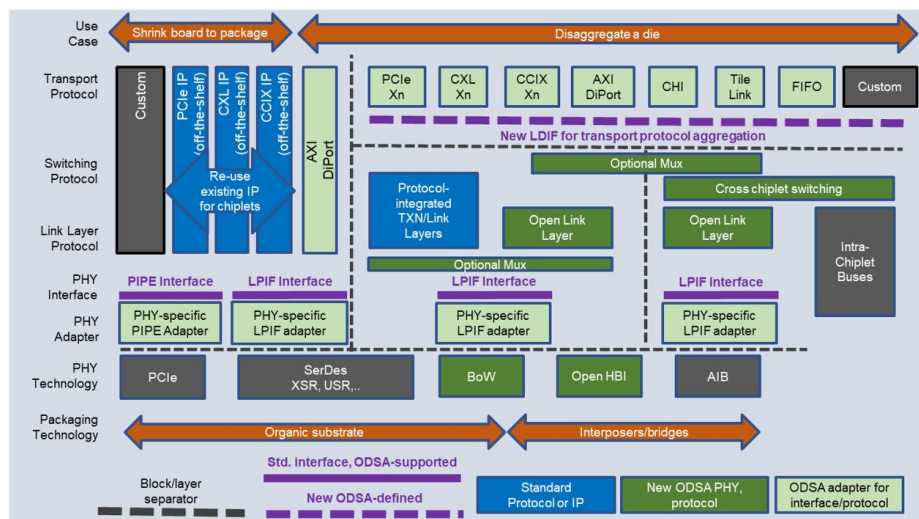 Use
Case
Shrink board to package
Disaggregate a die
Transport
Protocol
Custom
PCIe IP
(off-the-shelf)
CXL IP
(off-the-shelf)
CCIX IP
(off-the-shelf)
AXI
DiPort
PCIe
Xn
CXL
Xn
CCIX
Xn
AXI
DiPort
CHI
Tile
Link
FIFO
Custom
New LDIF for transport protocol aggregation
Switching
Protocol
Optional Mux
Re-use
existing IP
for chiplets
Protocol-
integrated
TXN/Link
Layers
Cross chiplet switching
Link Layer
Protocol
Open Link
Layer
Open Link
Layer
Intra-
Chiplet
Buses
Optional Mux
PHY
Interface
PIPE Interface
LPIF Interface
LPIF Interface
LPIF Interface
PHY
Adapter
PHY-specific
PIPE Adapter
PHY-specific
LPIF adapter
PHY-specific
LPIF adapter
PHY-specific
LPIF adapter
PHY
Technology
PCIe
SerDes
XSR, USR,..
BoW
Open HBI
AIB
Packaging
Technology
Organic substrate
Interposers/bridges
Block/layer
separator
Std. interface, ODSA-supported
New ODSA-defined
Standard
Protocol or IP
New ODSA PHY,
protocol
ODSA adapter for
interface/protocol